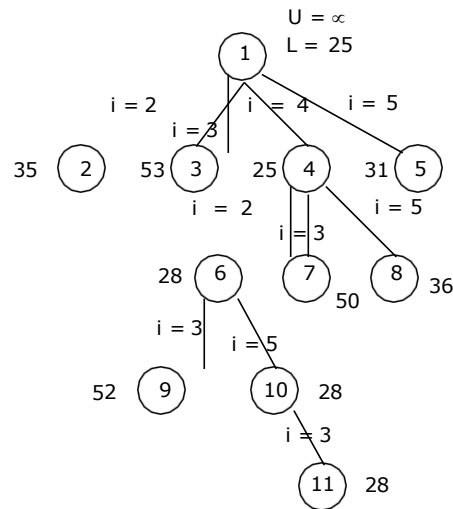 U = ∞
1
L = 25
i = 2
i = 4
i = 5
i = 3
35
2
53
3
25
4
31
5
i = 2
i = 5
i = 3
28
6
7
8
50
36
i = 3
i = 5
52
9
10
28
i = 3
11
28